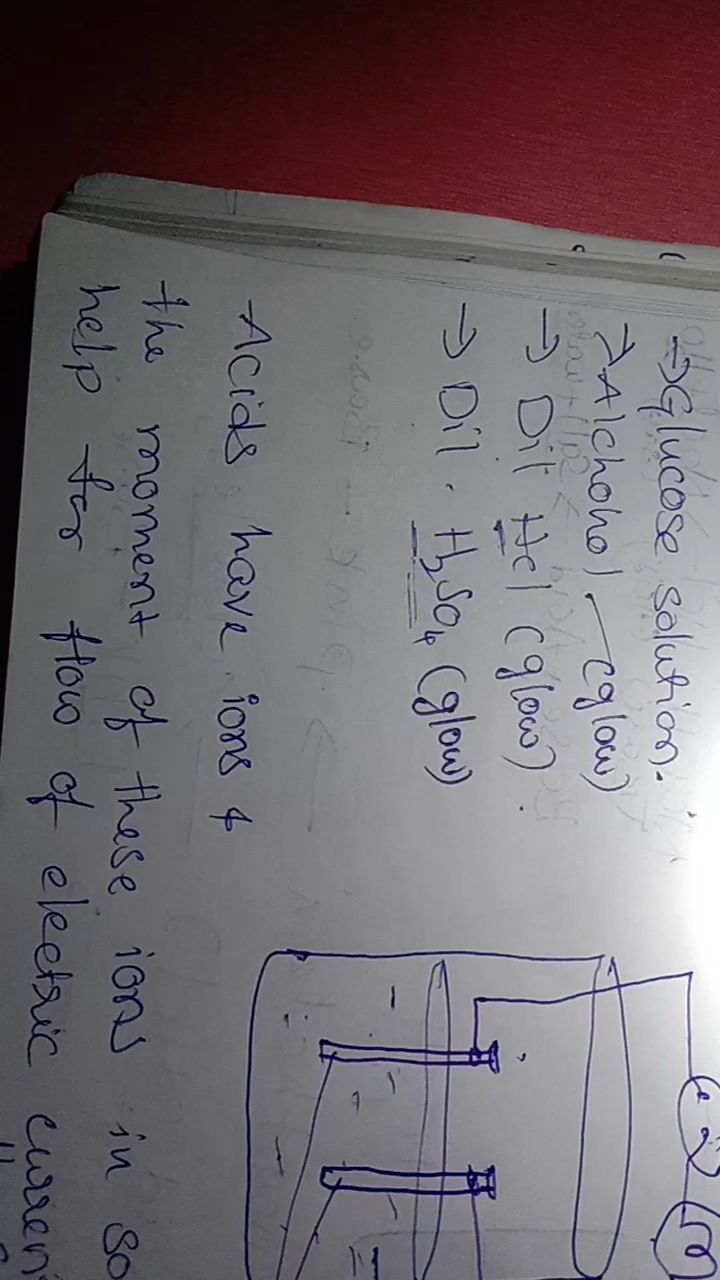 → Glucose solution.
→ Alchohol (glow)
→ Dil Hcl (glow)
→ Dil. H₂SO₄ (glow)
Acids have ions &
the moment of these ions in so
help for flow of electric curren